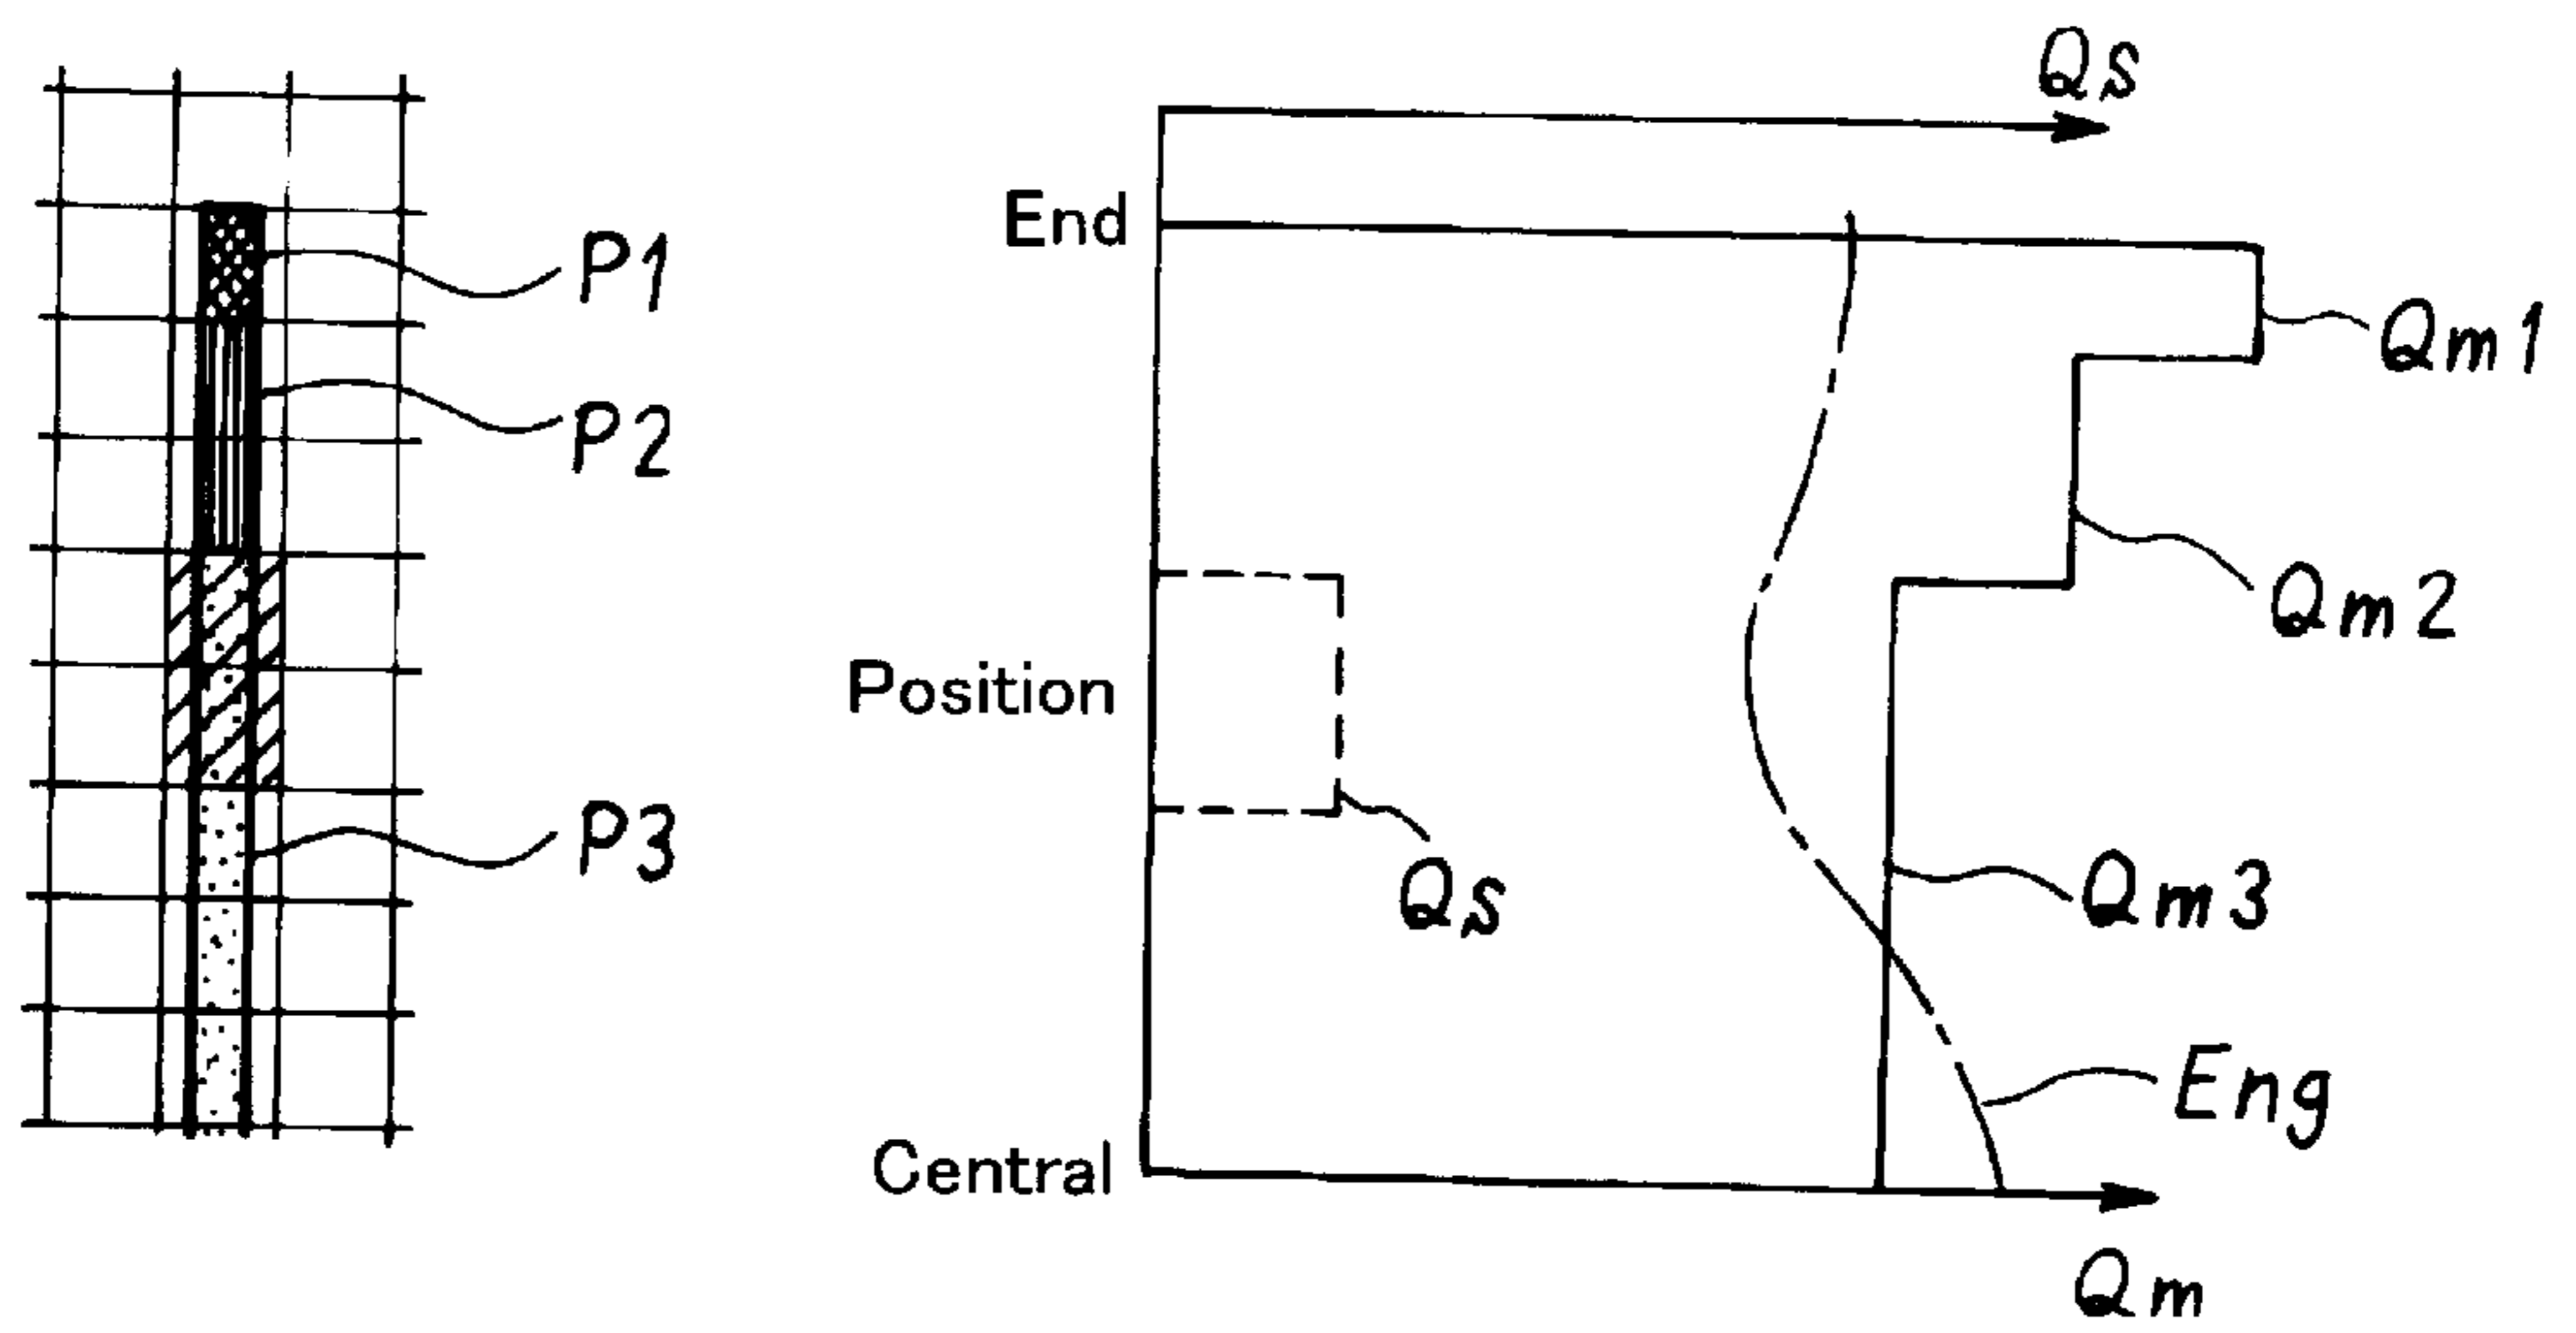 Qs
End
P1
Qm1
P2
Qm2
Position
P3
Qs
Qm3
Eng
Central
Qm